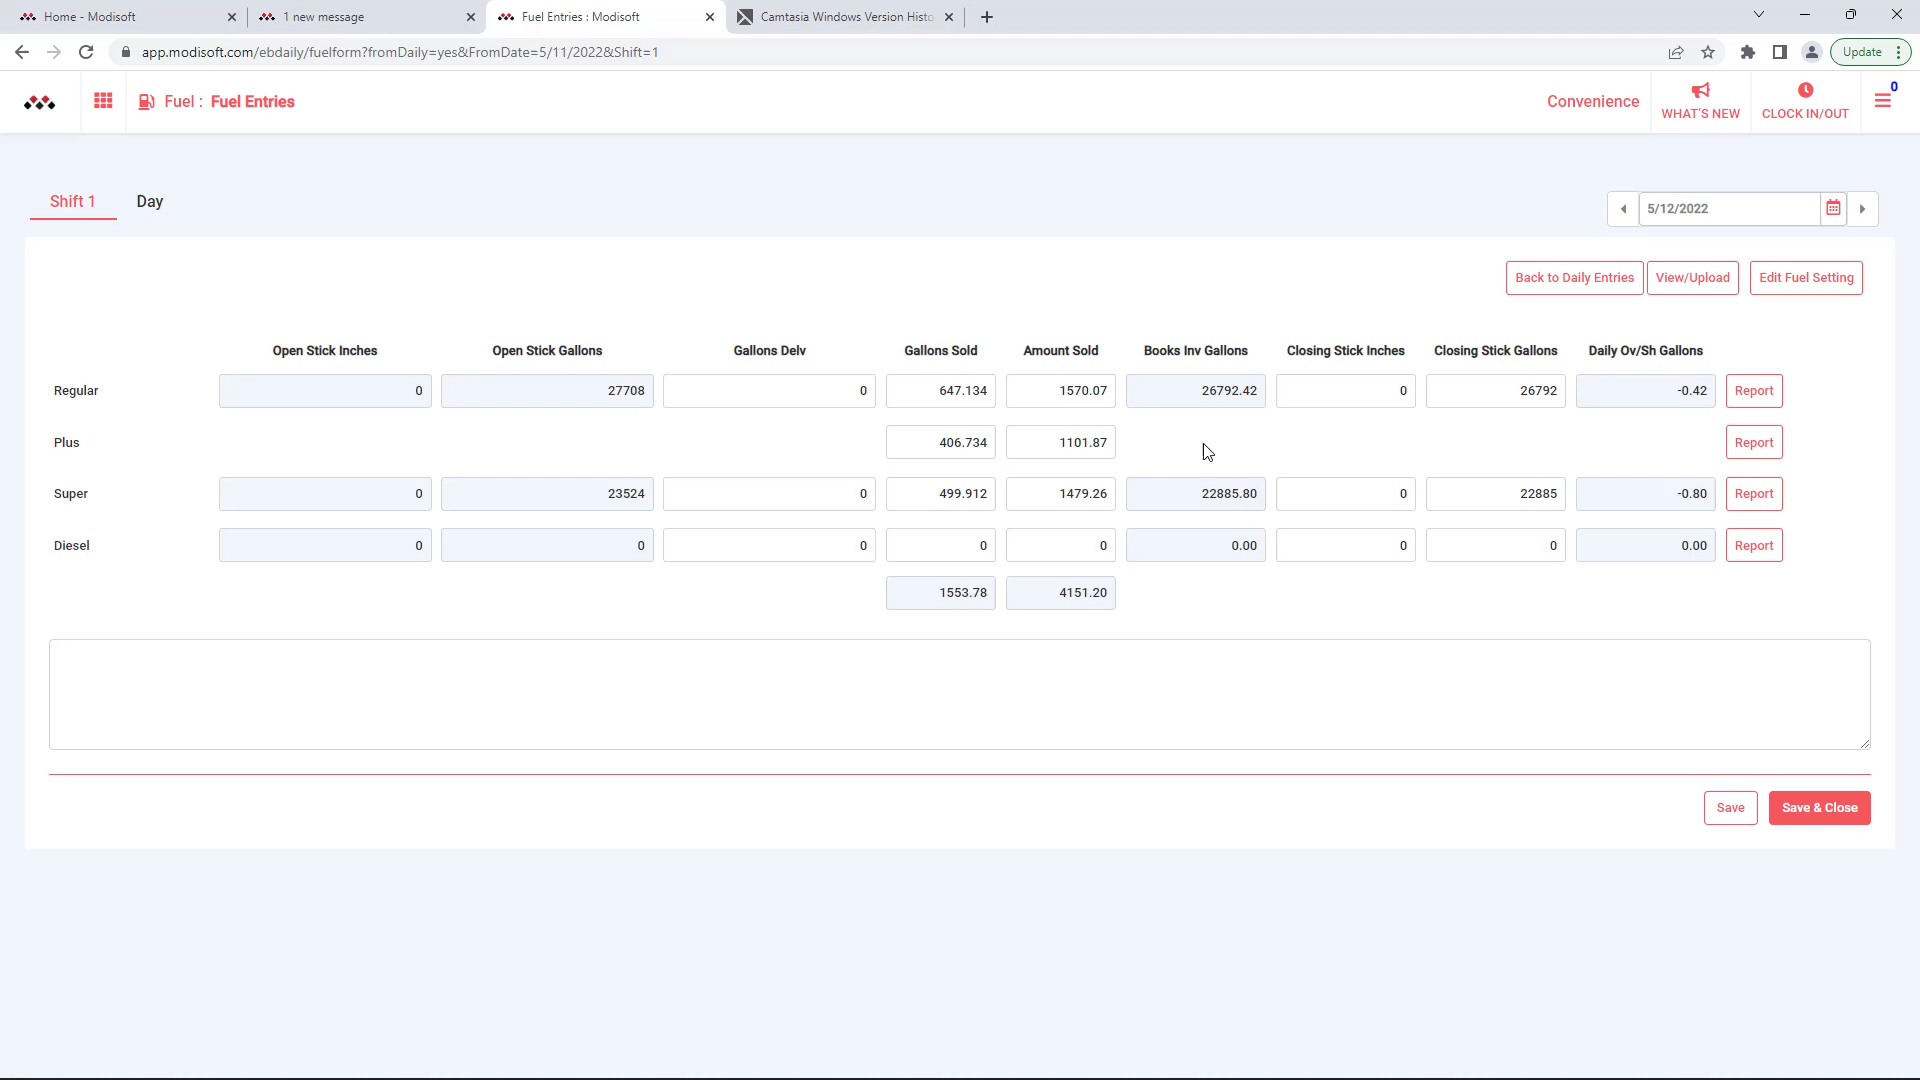 Home - Modisoft
1 new message
Fuel Entries : Modisoft
Camtasia Windows Version Histo
app.modisoft.com/ebdaily/fuelform?fromDaily=yes&FromDate=5/11/2022&Shift=1
Update
Fuel : Fuel Entries
Convenience
WHAT'S NEW
CLOCK IN/OUT
0
Shift 1
Day
5/12/2022
Back to Daily Entries
View/Upload
Edit Fuel Setting
Open Stick Inches Open Stick Gallons Gallons Delv Gallons Sold Amount Sold Books Inv Gallons Closing Stick Inches Closing Stick Gallons Daily Ov/Sh Gallons
Regular 0 27708 0 647.134 1570.07 26792.42 0 26792 -0.42 Report
Plus 406.734 1101.87 Report
Super 0 23524 0 499.912 1479.26 22885.80 0 22885 -0.80 Report
Diesel 0 0 0 0 0 0.00 0 0 0.00 Report
1553.78 4151.20
Save
Save & Close